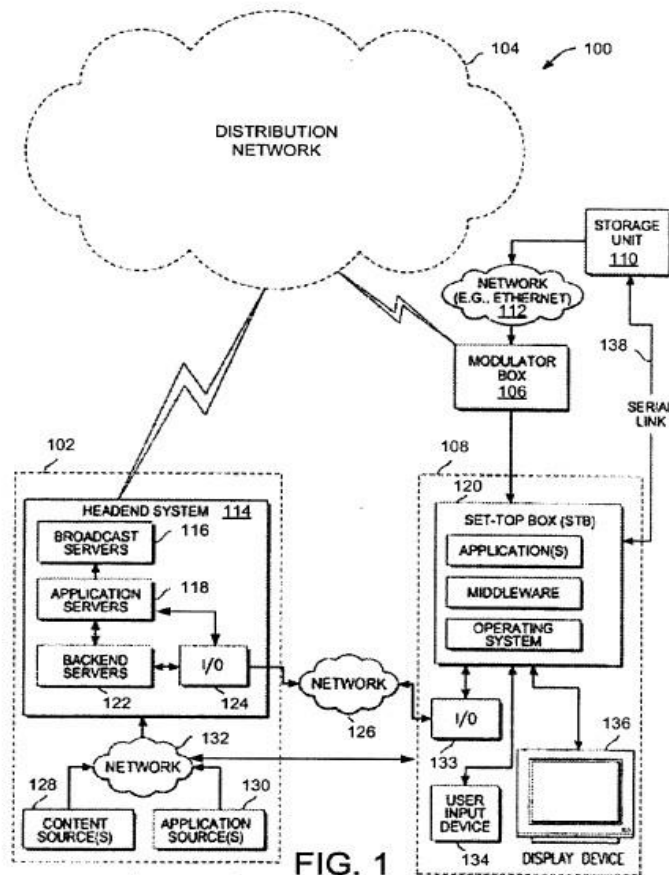 104
100
DISTRIBUTION
NETWORK
STORAGE
UNIT
110
NETWORK
(E.G., ETHERNET)
112
138
MODULATOR
BOX
106
SERIAL
LINK
102
108
HEADEND SYSTEM 114
BROADCAST
SERVERS
116
APPLICATION
SERVERS
118
BACKEND
SERVERS
I/O
122
124
120
SET-TOP BOX (STB)
APPLICATION(S)
MIDDLEWARE
OPERATING
SYSTEM
NETWORK
126
I/O
133
136
132
NETWORK
128
130
CONTENT
SOURCE(S)
APPLICATION
SOURCE(S)
USER
INPUT
DEVICE
134
DISPLAY DEVICE
FIG. 1